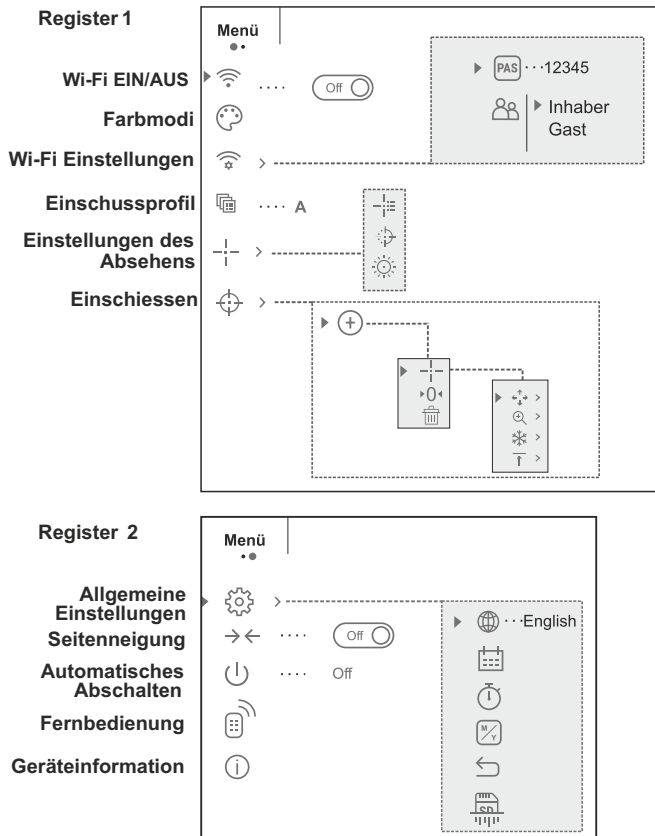 Register 1
Menü
Wi-Fi EIN/AUS
Off
Farbmodi
Wi-Fi Einstellungen
PAS ···12345
Inhaber
Gast
Einschussprofil
···· A
Einstellungen des
Absehens
Einschiessen
0
Register 2
Menü
Allgemeine
Einstellungen
···English
Seitenneigung
Off
Automatisches
Abschalten
···· Off
Fernbedienung
Geräteinformation
M/Y
SD